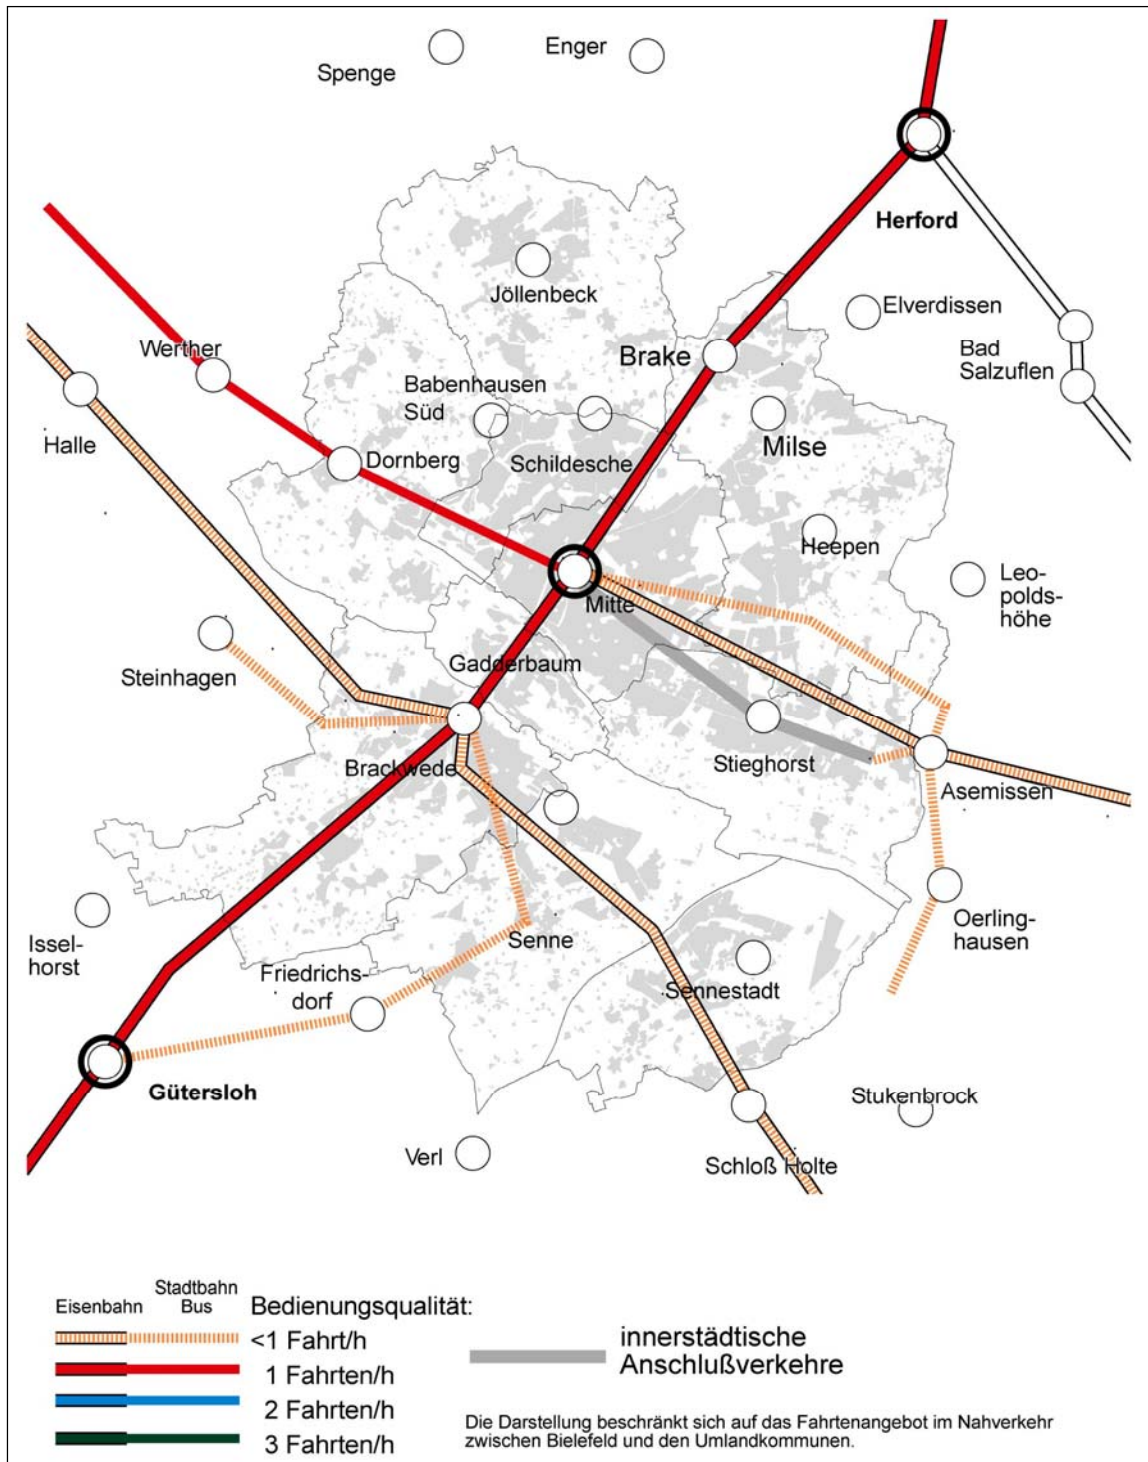 Enger
Spenge
Herford
Jöllenbeck
Elverdissen
Werther
Brake
Bad
Salzuflen
Babenhausen
Süd
Halle
Dornberg
Schildesche
Milse
Heepen
Leo-
polds-
höhe
Mitte
Gadderbaum
Steinhagen
Brackwede
Stieghorst
Asemissen
Isselhorst
Issel-
horst
Senne
Oerling-
hausen
Friedrichs-
dorf
Sennestadt
Gütersloh
Stukenbrock
Verl
Schloß Holte
Eisenbahn
Stadtbahn
Bus
Bedienungsqualität:
<1 Fahrt/h
1 Fahrten/h
2 Fahrten/h
3 Fahrten/h
innerstädtische
Anschlußverkehre
Die Darstellung beschränkt sich auf das Fahrtenangebot im Nahverkehr
zwischen Bielefeld und den Umlandkommunen.